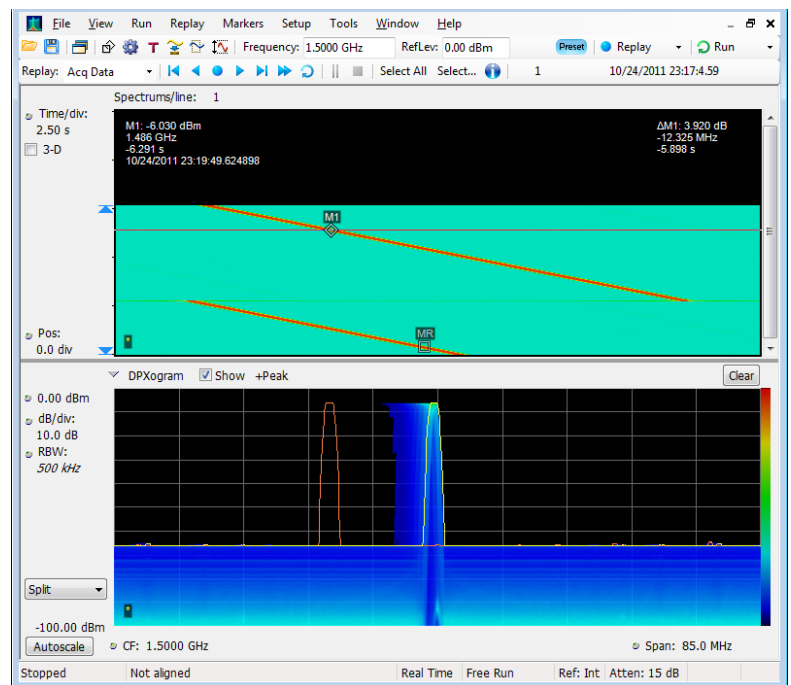 File View Run Replay Markers Setup Tools Window Help
T Frequency: 1.5000 GHz RefLev: 0.00 dBm Preset Replay Run
Replay: Acq Data Select All Select... 1 10/24/2011 23:17:4.59
Spectrums/line: 1
Time/div:
2.50 s
3-D
M1: -6.030 dBm
1.486 GHz
-6.291 s
10/24/2011 23:19:49.624898
ΔM1: 3.920 dB
-12.325 MHz
-5.898 s
M1
MR
Pos:
0.0 div
DPXogram Show +Peak Clear
0.00 dBm
dB/div:
10.0 dB
RBW:
500 kHz
Split
-100.00 dBm
Autoscale CF: 1.5000 GHz Span: 85.0 MHz
Stopped Not aligned Real Time Free Run Ref: Int Atten: 15 dB